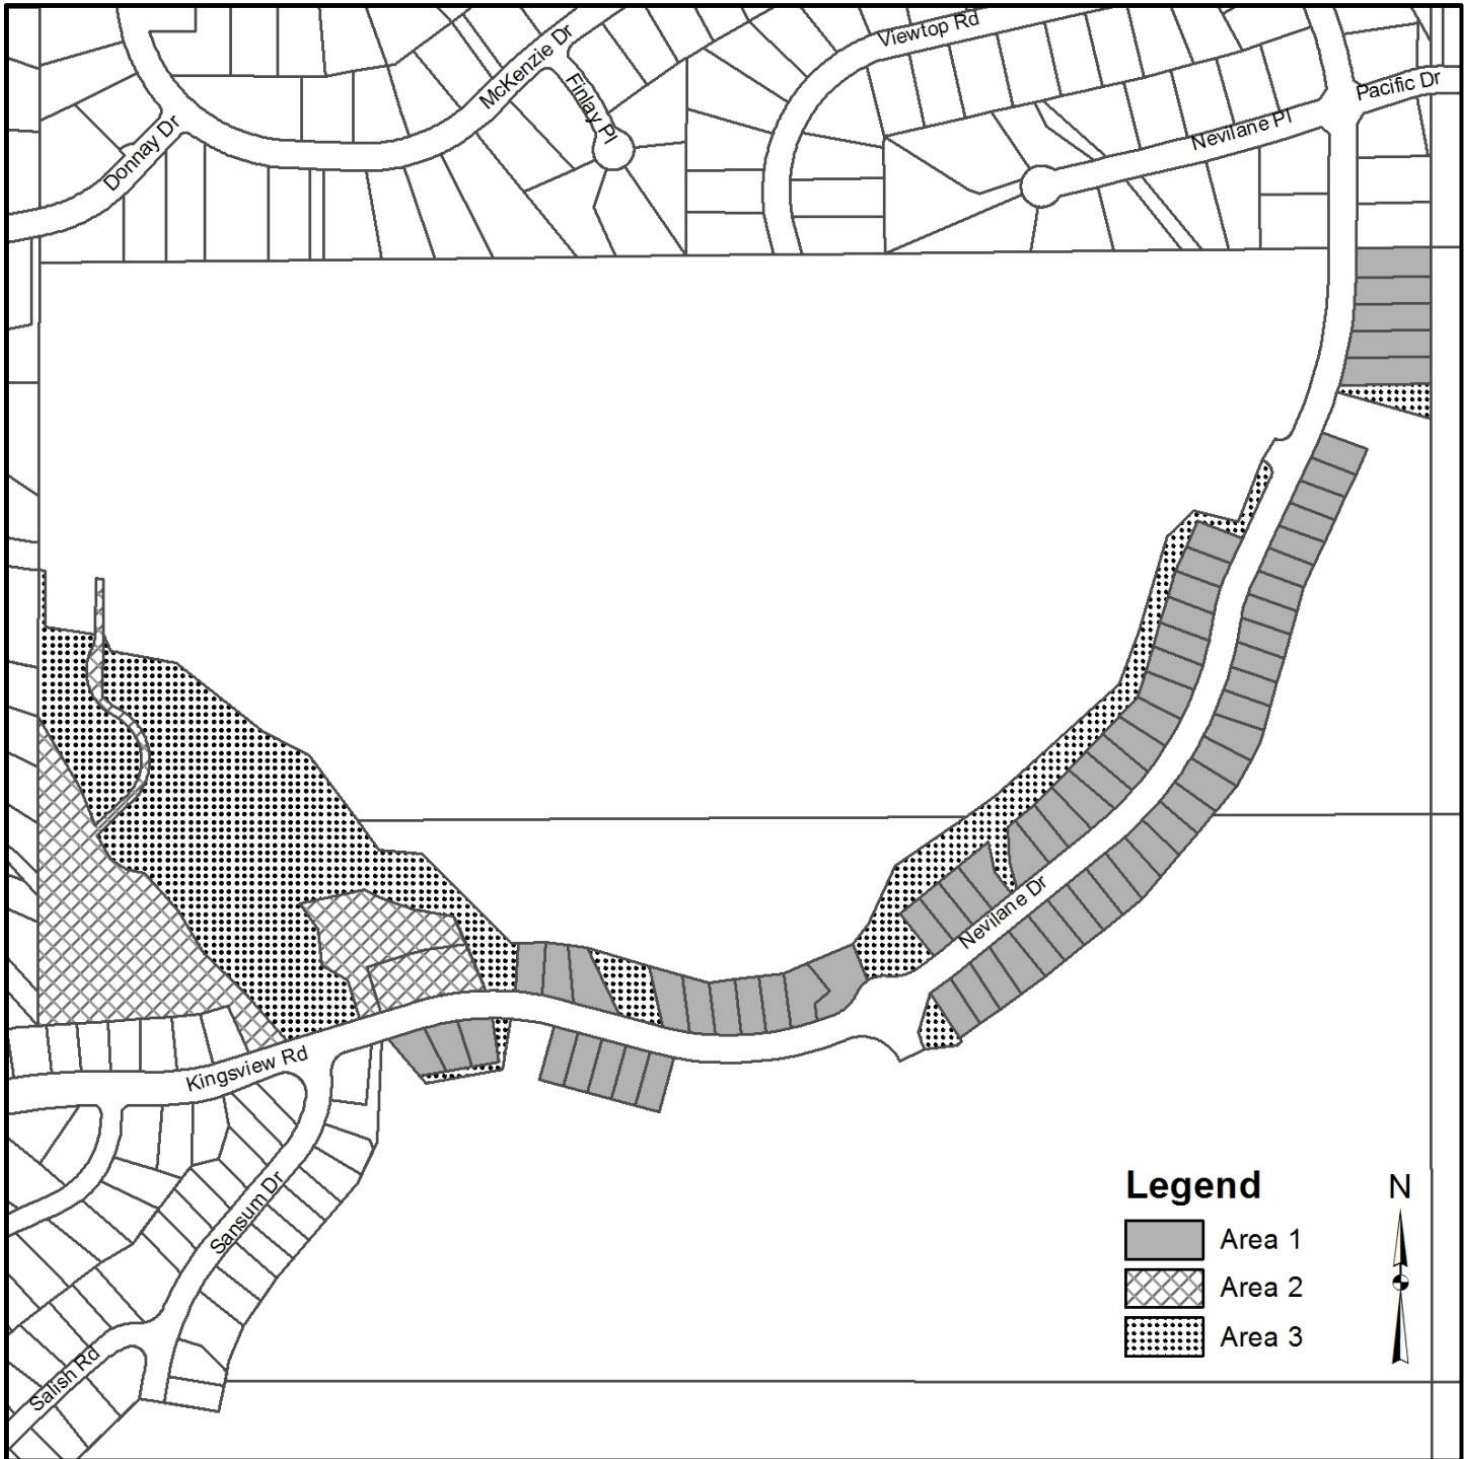 Viewtop Rd
McKenzie Dr
Finlay Pl
Pacific Dr
Nevilane Pl
Donnay Dr
Nevilane Dr
Kingsview Rd
Sansum Dr
Salish Rd
Legend
N
Area 1
Area 2
Area 3